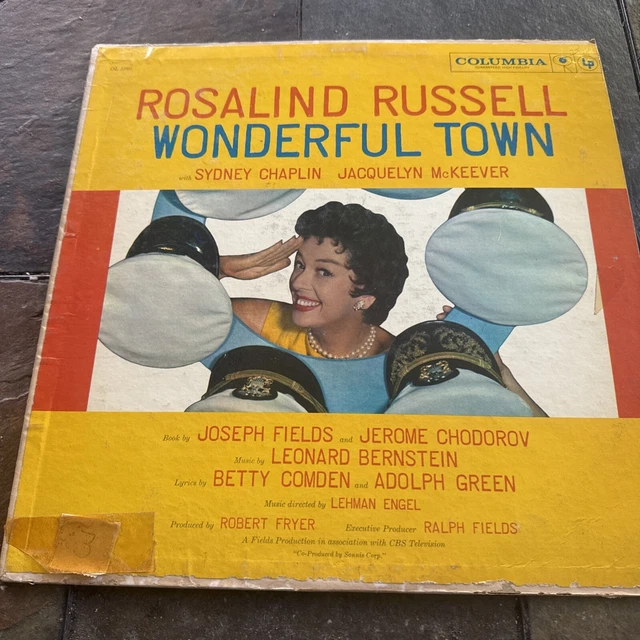 COLUMBIA
LP
ROSALIND RUSSELL
WONDERFUL TOWN
with SYDNEY CHAPLIN JACQUELYN McKEEVER
Book by JOSEPH FIELDS and JEROME CHODOROV
Music by LEONARD BERNSTEIN
Lyrics by BETTY COMDEN and ADOLPH GREEN
Music directed by LEHMAN ENGEL
Produced by ROBERT FRYER Executive Producer RALPH FIELDS
A Fields Production in association with CBS Television
"Co-Produced by Sennis Corp."